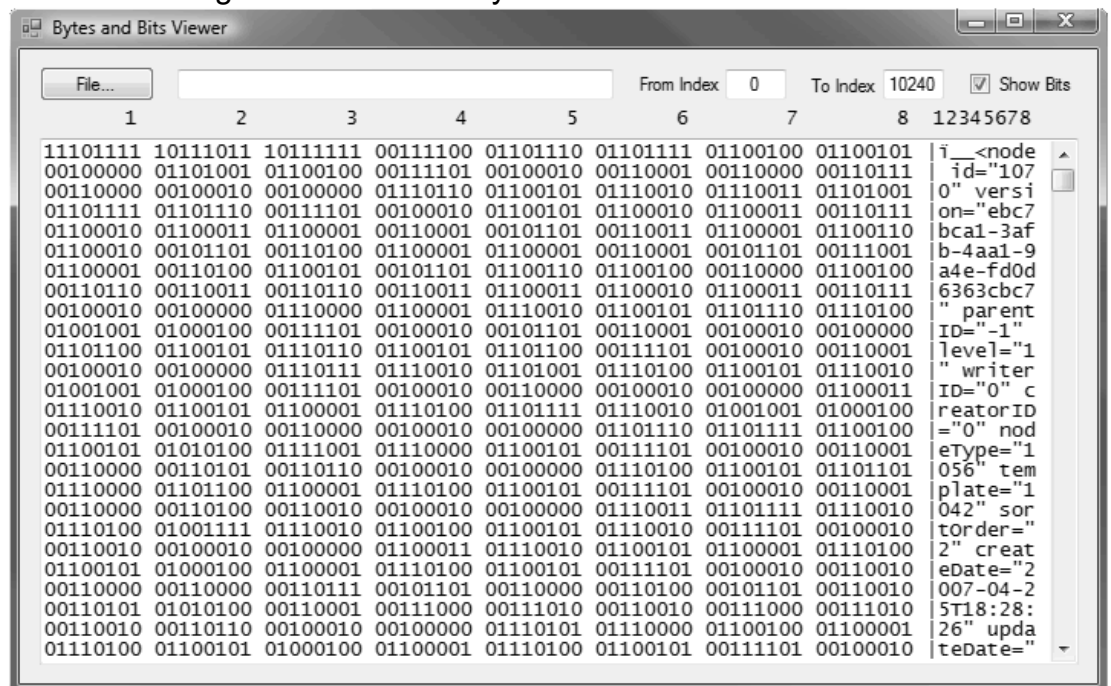 Bytes and Bits Viewer
File... From Index 0 To Index 10240 Show Bits
1 2 3 4 5 6 7 8 12345678
11101111 10111011 10111111 00111100 01101110 01101111 01100100 01100101 |ï__<node
00100000 01101001 01100100 00111101 00100010 00110001 00110000 00110111 | id="107
00110000 00100010 00100000 01110110 01100101 01110010 01110011 01101001 |0" versi
01101111 01101110 00111101 00100010 01100101 01100010 01100011 00110111 |on="ebc7
01100010 01100011 01100001 00110001 00101101 00110011 01100001 01100110 |bca1-3af
01100010 00101101 00110100 01100001 01100001 00110001 00101101 00111001 |b-4aa1-9
01100001 00110100 01100101 00101101 01100110 01100100 00110000 01100100 |a4e-fd0d
00110110 00110011 00110110 00110011 01100011 01100010 01100011 00110111 |6363cbc7
00100010 00100000 01110000 01100001 01110010 01100101 01101110 01110100 |" parent
01001001 01000100 00111101 00100010 00101101 00110001 00100010 00100000 |ID="-1"
01101100 01100101 01110110 01100101 01101100 00111101 00100010 00110001 |level="1
00100010 00100000 01110111 01110010 01101001 01110100 01100101 01110010 |" writer
01001001 01000100 00111101 00100010 00110000 00100010 00100000 01100011 |ID="0" c
01110010 01100101 01100001 01110100 01101111 01110010 01001001 01000100 |reatorID
00111101 00100010 00110000 00100010 00100000 01101110 01101111 01100100 |="0" nod
01100101 01010100 01111001 01110000 01100101 00111101 00100010 00110001 |eType="1
00110000 00110101 00110110 00100010 00100000 01110100 01100101 01101101 |056" tem
01110000 01101100 01100001 01110100 01100101 00111101 00100010 00110001 |plate="1
00110000 00110100 00110010 00100010 00100000 01110011 01101111 01110010 |042" sor
01110100 01001111 01110010 01100100 01100101 01110010 00111101 00100010 |tOrder="
00110010 00100010 00100000 01100011 01110010 01100101 01100001 01110100 |2" creat
01100101 01000100 01100001 01110100 01100101 00111101 00100010 00110010 |eDate="2
00110000 00110000 00110111 00101101 00110000 00110100 00101101 00110010 |007-04-2
00110101 01010100 00110001 00111000 00111010 00110010 00111000 00111010 |5T18:28:
00110010 00110110 00100010 00100000 01110101 01110000 01100100 01100001 |26" upda
01110100 01100101 01000100 01100001 01110100 01100101 00111101 00100010 |teDate="